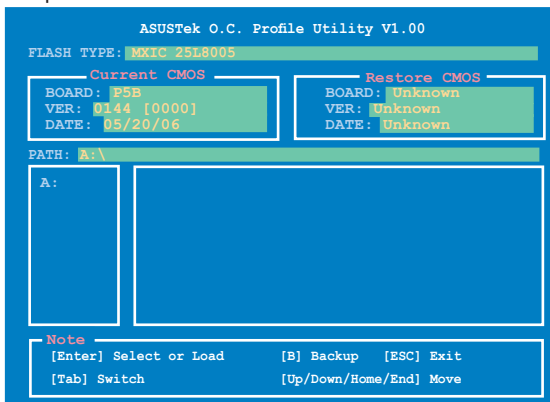 ASUSTek O.C. Profile Utility V1.00
FLASH TYPE: MXIC 25L8005
Current CMOS
BOARD: P5B
VER: 0144 [0000]
DATE: 05/20/06
Restore CMOS
BOARD: Unknown
VER: Unknown
DATE: Unknown
PATH: A:\
A:
Note
[Enter] Select or Load [B] Backup [ESC] Exit
[Tab] Switch [Up/Down/Home/End] Move